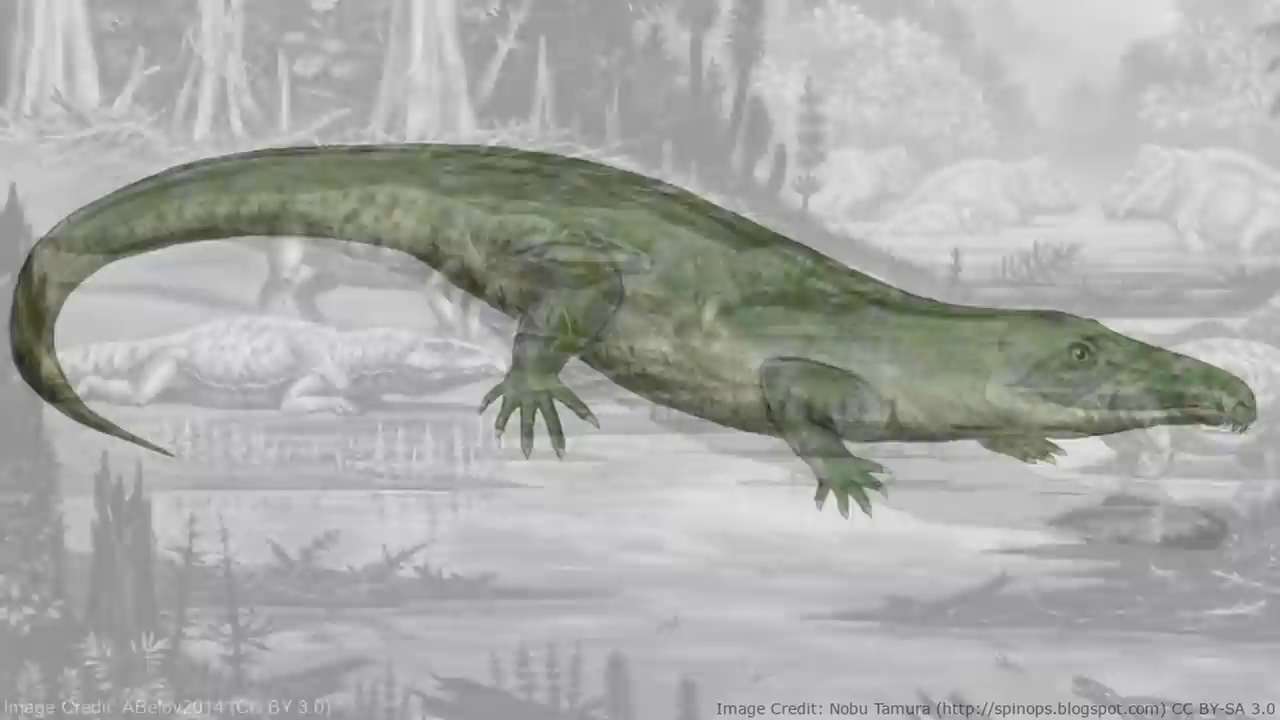 Image Credit: ABelov2014 (CC BY 3.0)
Image Credit: Nobu Tamura (http://spinops.blogspot.com) CC BY-SA 3.0